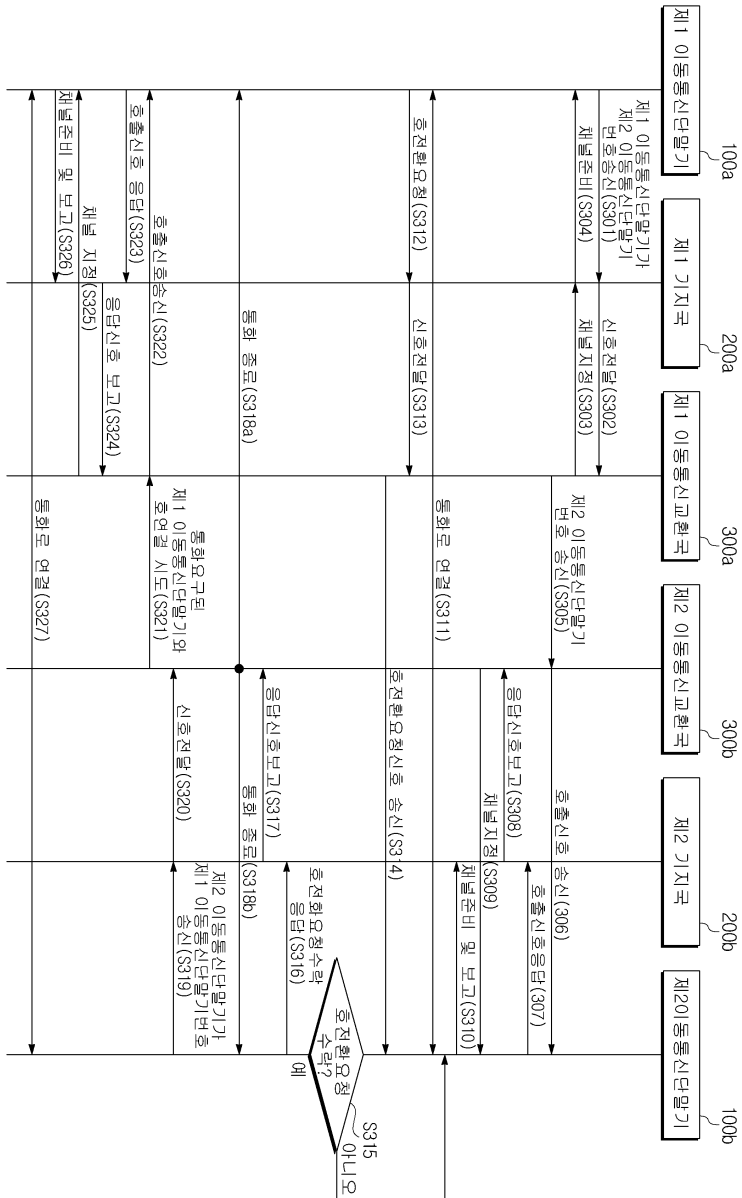 제1 이동통신단말기
100a
제1 기지국
200a
제1 이동통신교환국
300a
제2 이동통신교환국
300b
제2 기지국
200b
제2이동통신단말기
100b
제1 이동통신단말기가
제2 이동통신단말기
번호송신(S301)
신호전달(S302)
채널지정(S303)
채널준비(S304)
제2 이동통신단말기
번호 송신(S305)
호출신호 송신(306)
호출신호응답(307)
응답신호보고(S308)
채널지정(S309)
채널준비 및 보고(S310)
통화로 연결(S311)
호전환요청(S312)
신호전달(S313)
호전환요청신호 송신(S314)
호전환요청
수락?
S315
아니오
예
호전화요청수락
응답(S316)
응답신호보고(S317)
통화 종료(S318a)
통화 종료(S318b)
제2 이동통신단말기가
제1 이동통신단말기번호
송신(S319)
신호전달(S320)
통화요구된
제1 이동통신단말기와
호연결 시도(S321)
호출신호송신(S322)
호출신호 응답(S323)
응답신호 보고(S324)
채널 지정(S325)
채널준비 및 보고(S326)
통화로 연결(S327)